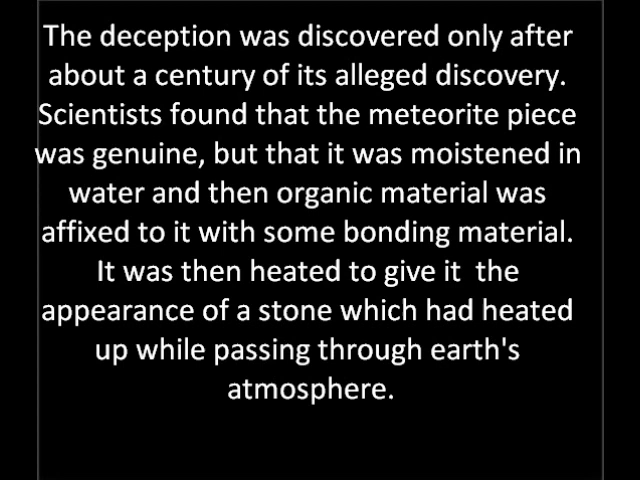 The deception was discovered only after
about a century of its alleged discovery.
Scientists found that the meteorite piece
was genuine, but that it was moistened in
water and then organic material was
affixed to it with some bonding material.
It was then heated to give it  the
appearance of a stone which had heated
up while passing through earth's
atmosphere.